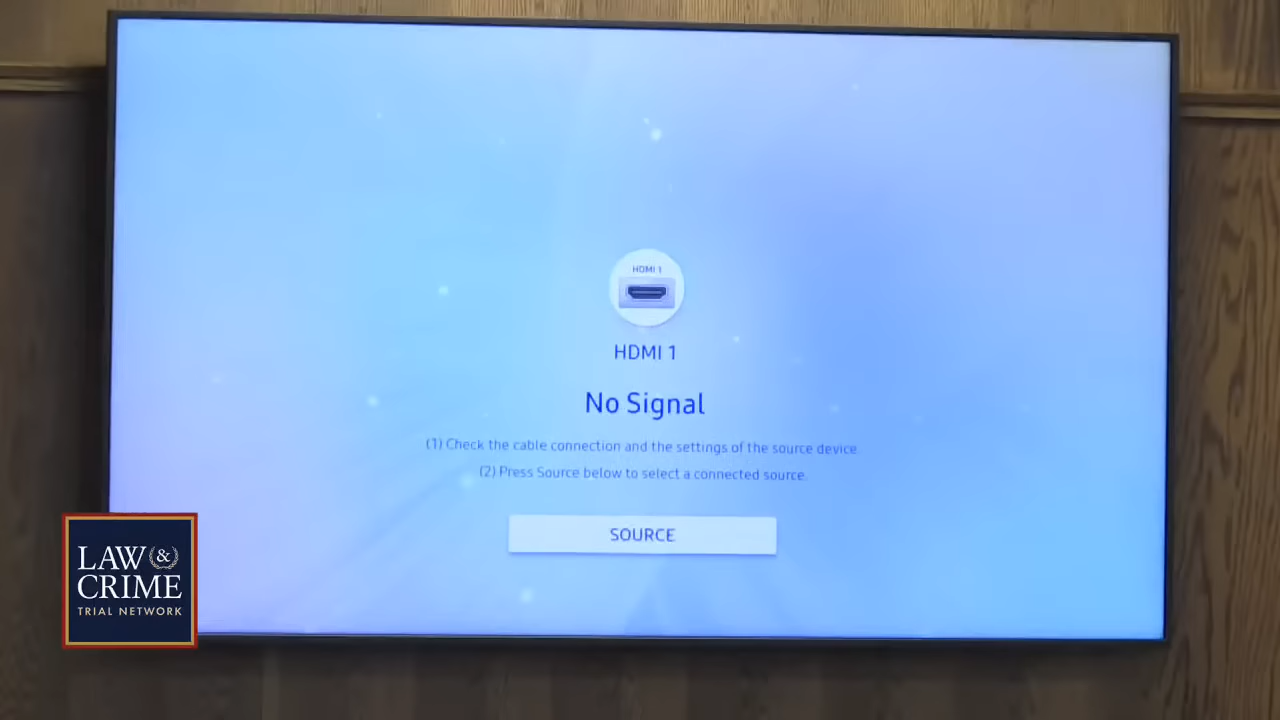 HDMI 1
HDMI 1
No Signal
(1) Check the cable connection and the settings of the source device.
(2) Press Source below to select a connected source.
SOURCE
LAW &
CRIME
TRIAL NETWORK